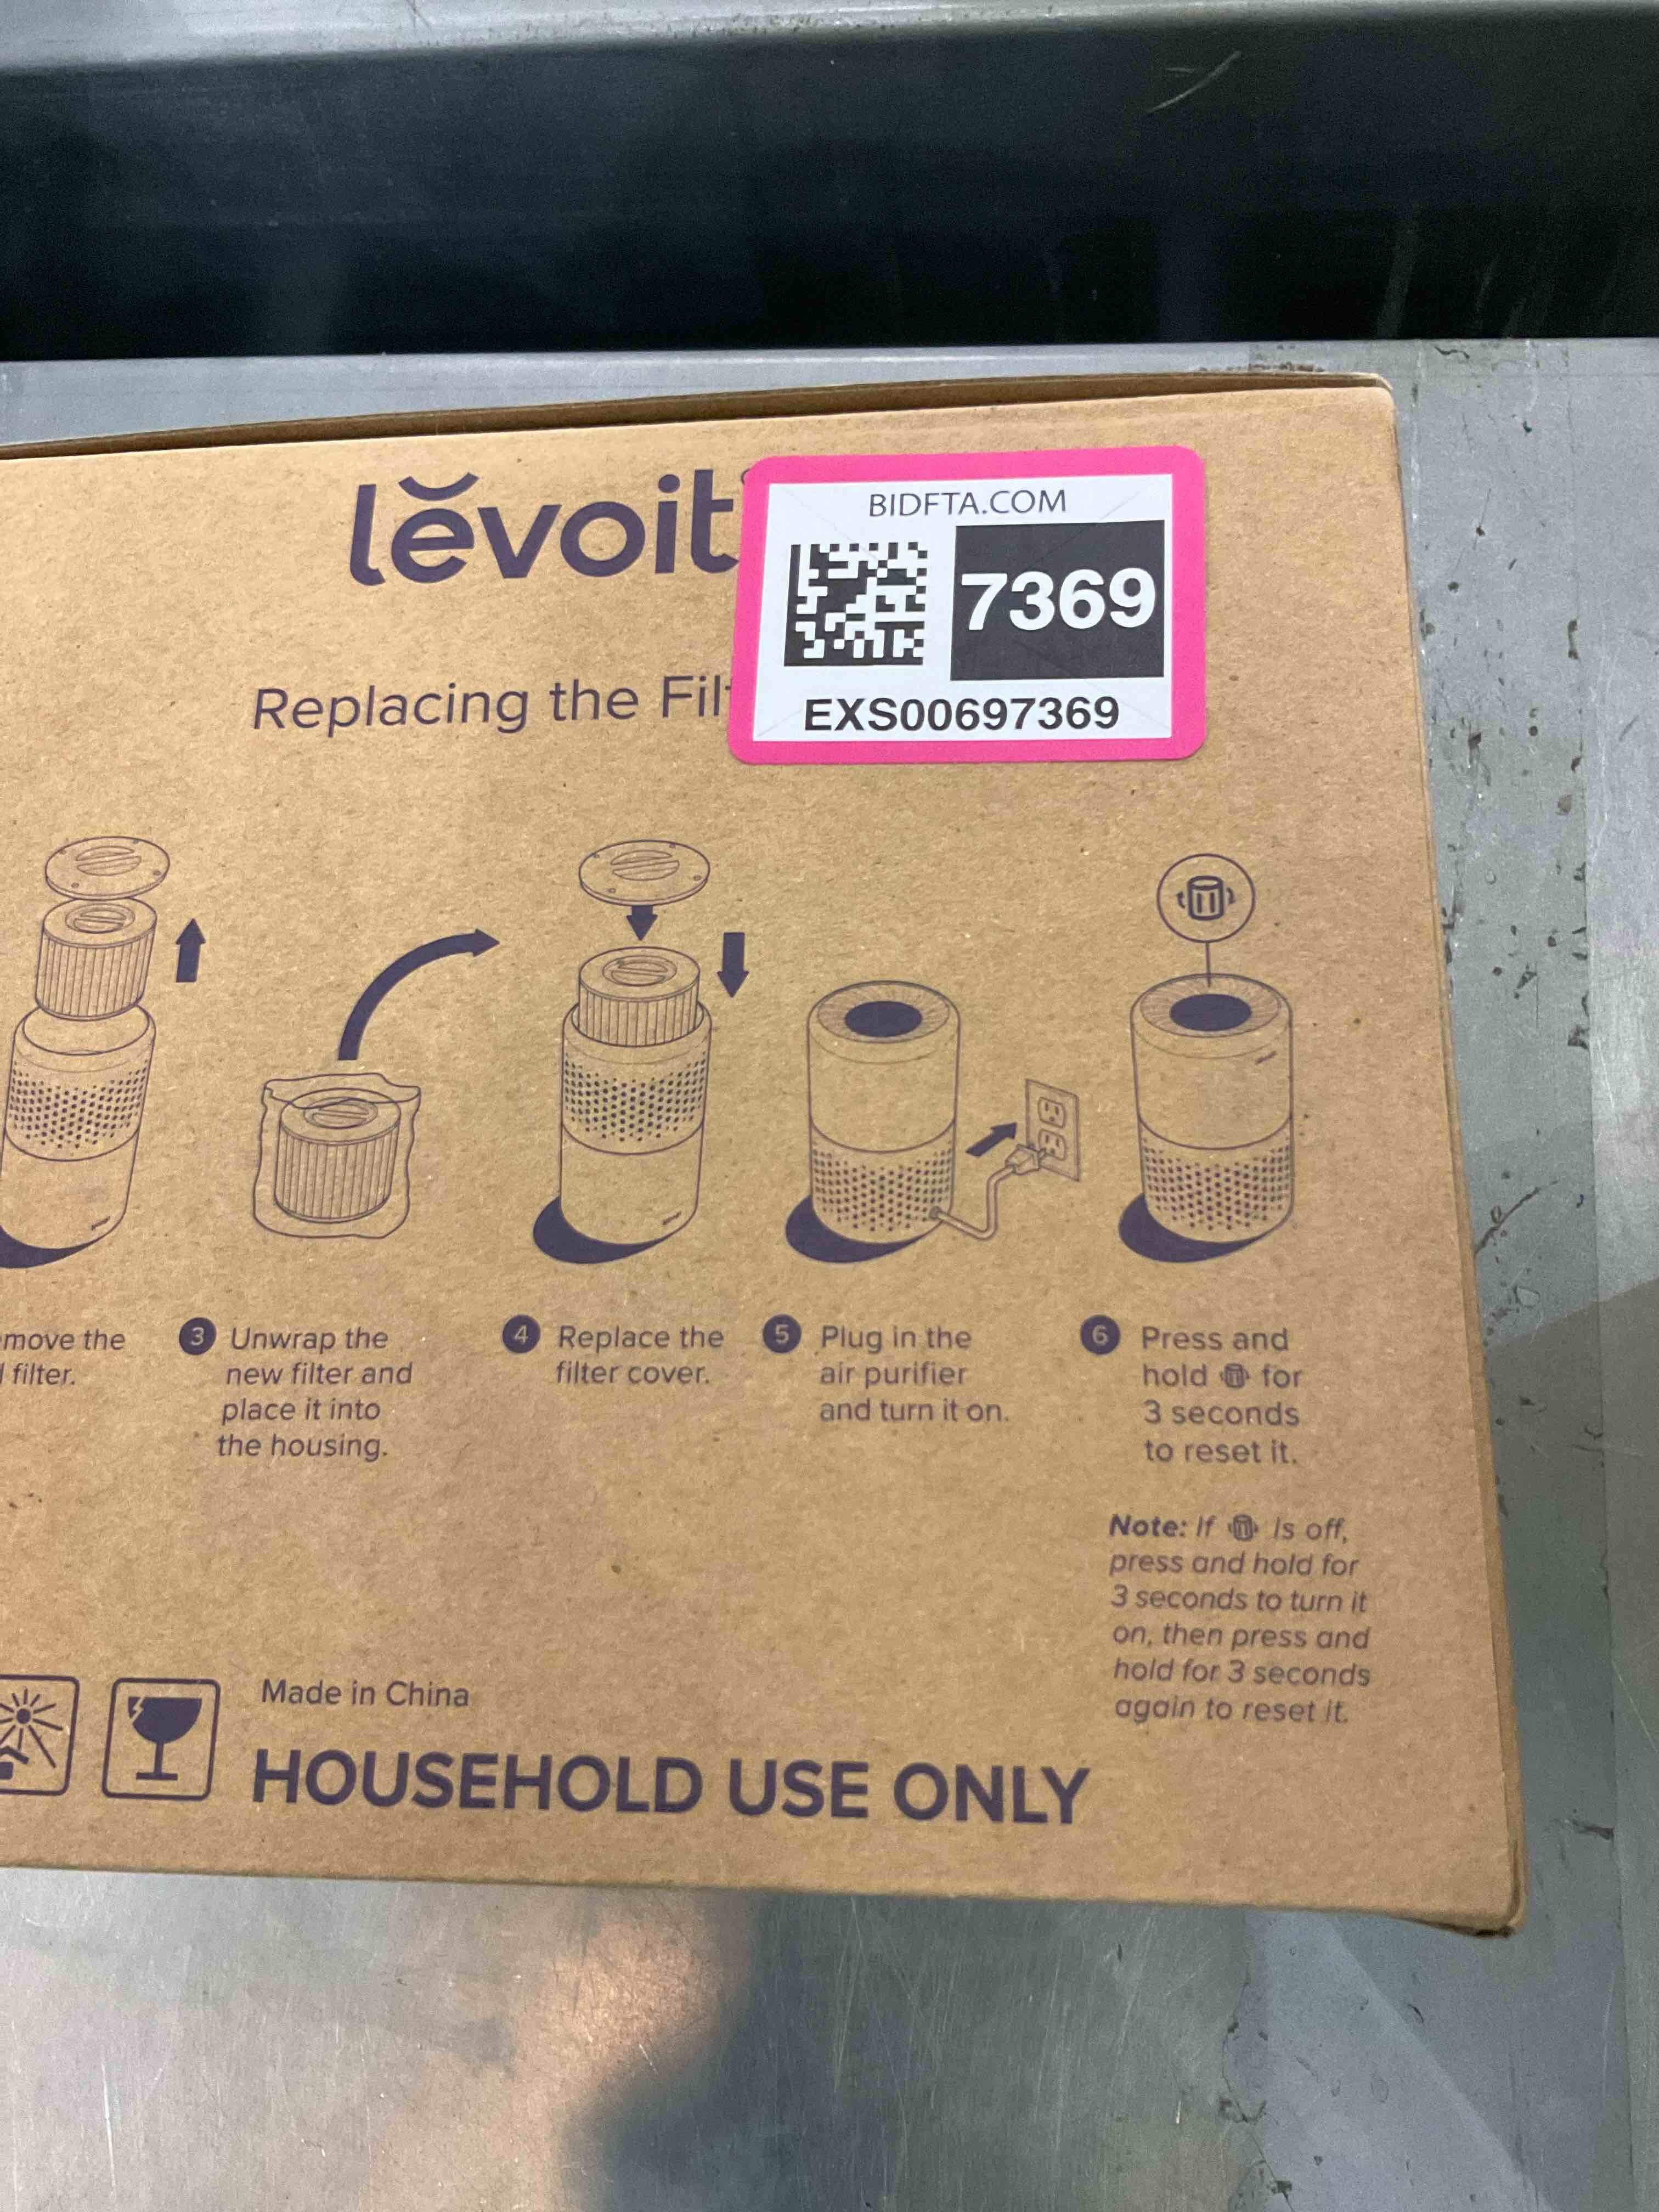 lĕvoit
BIDFTA.COM
7369
EXS00697369
Replacing the
move the
filter.
3 Unwrap the
new filter and
place it into
the housing.
4 Replace the
filter cover.
5 Plug in the
air purifier
and turn it on.
6 Press and
hold for
3 seconds
to reset it.
Note: If is off,
press and hold for
3 seconds to turn it
on, then press and
hold for 3 seconds
again to reset it.
Made in China
HOUSEHOLD USE ONLY